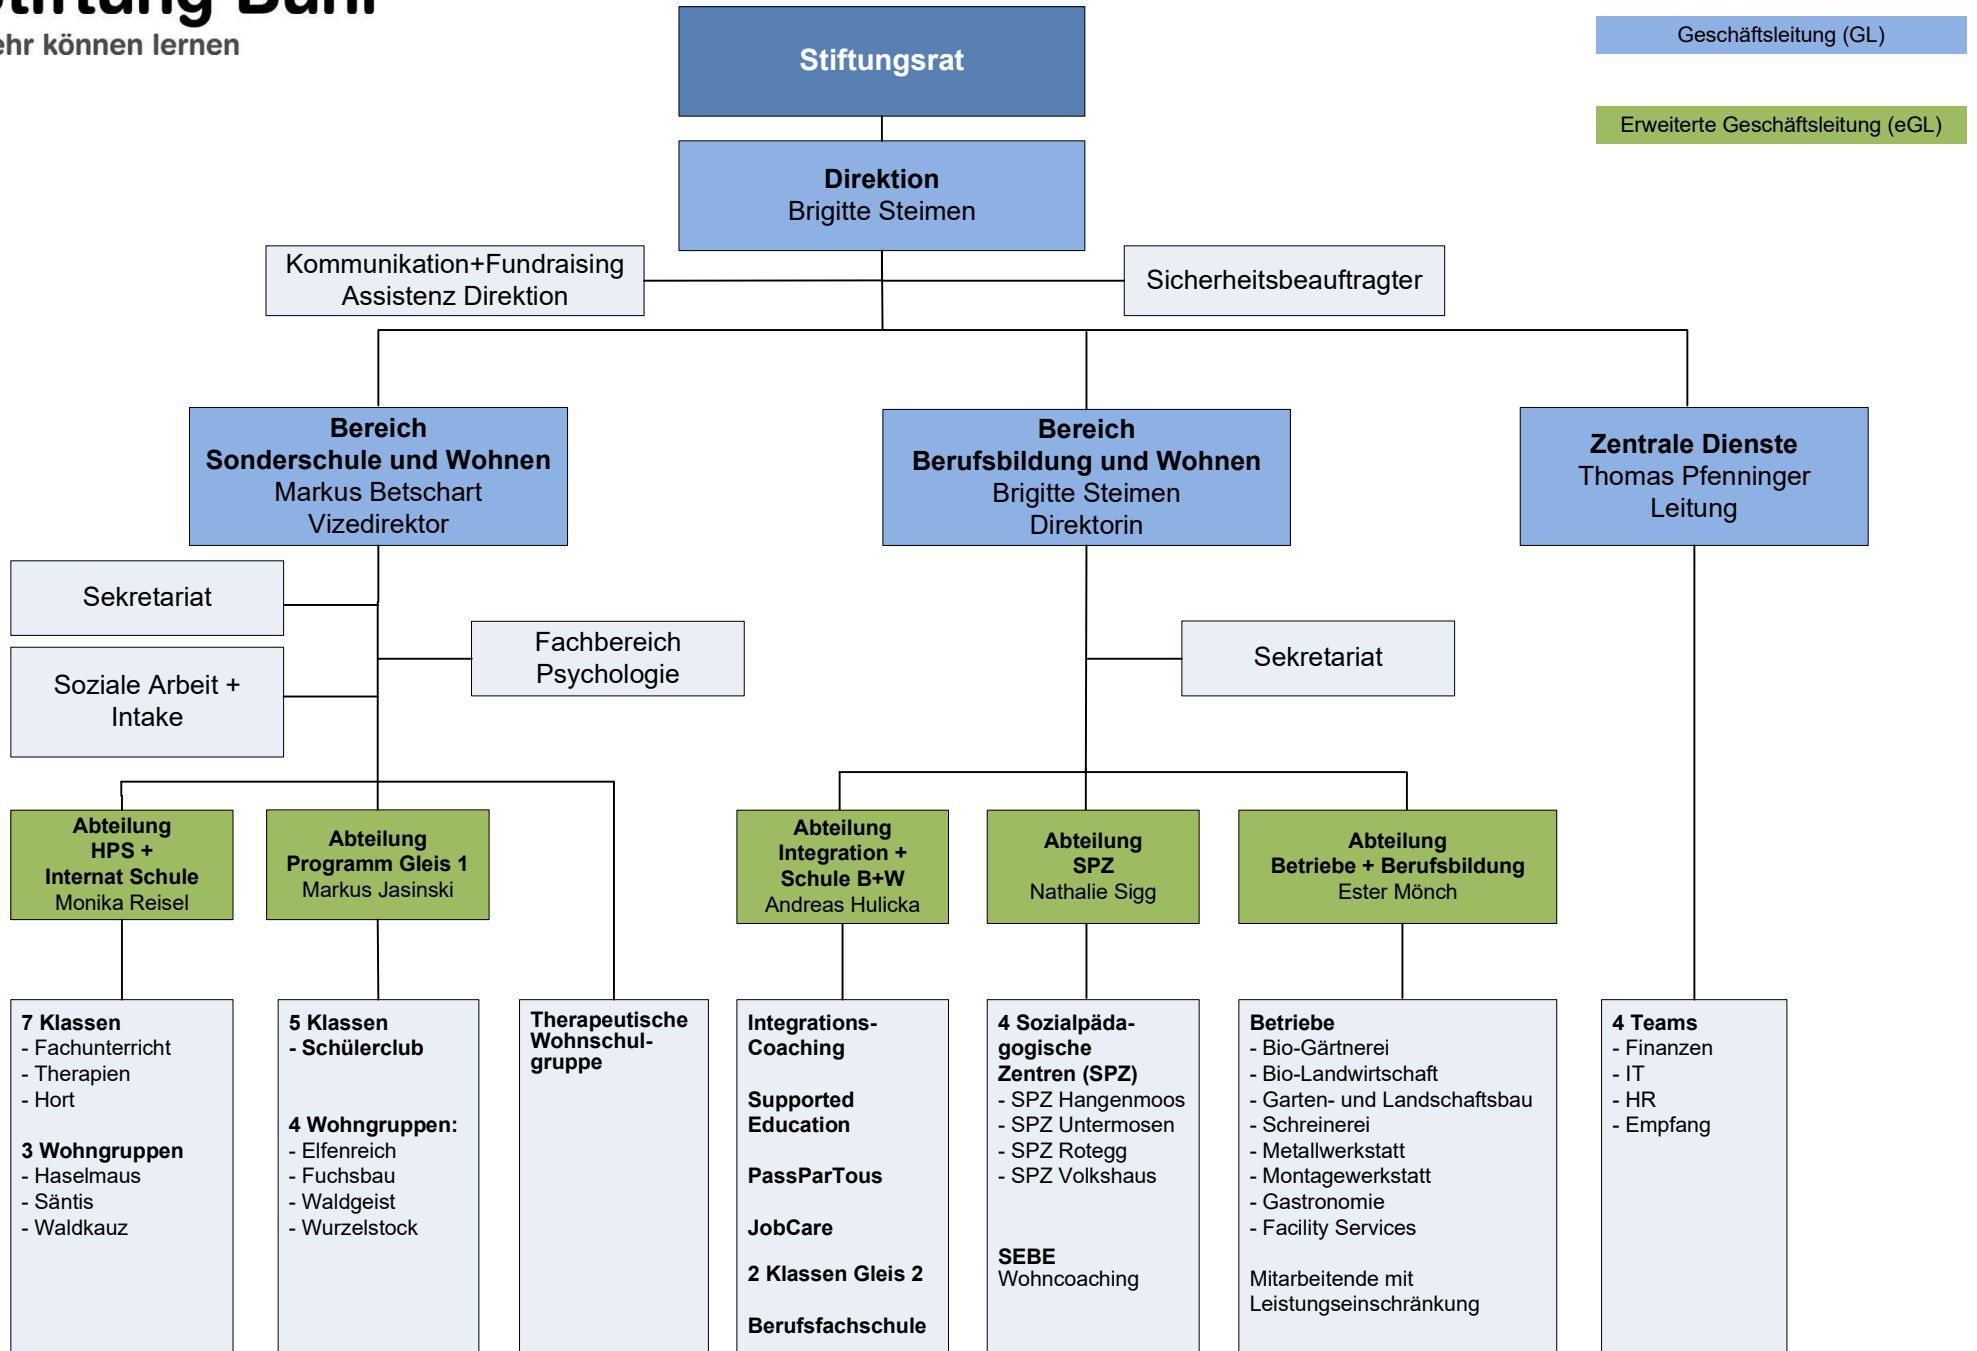 Stiftung Bühl
ehr können lernen
Geschäftsleitung (GL)
Erweiterte Geschäftsleitung (eGL)
Stiftungsrat
Direktion
Brigitte Steimen
Kommunikation+Fundraising
Assistenz Direktion
Sicherheitsbeauftragter
Bereich
Sonderschule und Wohnen
Markus Betschart
Vizedirektor
Bereich
Berufsbildung und Wohnen
Brigitte Steimen
Direktorin
Zentrale Dienste
Thomas Pfenninger
Leitung
Sekretariat
Soziale Arbeit +
Intake
Fachbereich
Psychologie
Sekretariat
Abteilung
HPS +
Internat Schule
Monika Reisel
Abteilung
Programm Gleis 1
Markus Jasinski
Abteilung
Integration +
Schule B+W
Andreas Hulicka
Abteilung
SPZ
Nathalie Sigg
Abteilung
Betriebe + Berufsbildung
Ester Mönch
7 Klassen
- Fachunterricht
- Therapien
- Hort
3 Wohngruppen
- Haselmaus
- Säntis
- Waldkauz
5 Klassen
- Schülerclub
4 Wohngruppen:
- Elfenreich
- Fuchsbau
- Waldgeist
- Wurzelstock
Therapeutische
Wohnschul-
gruppe
Integrations-
Coaching
Supported
Education
PassParTous
JobCare
2 Klassen Gleis 2
Berufsfachschule
4 Sozialpäda-
gogische
Zentren (SPZ)
- SPZ Hangenmoos
- SPZ Untermosen
- SPZ Rotegg
- SPZ Volkshaus
SEBE
Wohncoaching
Betriebe
- Bio-Gärtnerei
- Bio-Landwirtschaft
- Garten- und Landschaftsbau
- Schreinerei
- Metallwerkstatt
- Montagewerkstatt
- Gastronomie
- Facility Services
Mitarbeitende mit
Leistungseinschränkung
4 Teams
- Finanzen
- IT
- HR
- Empfang